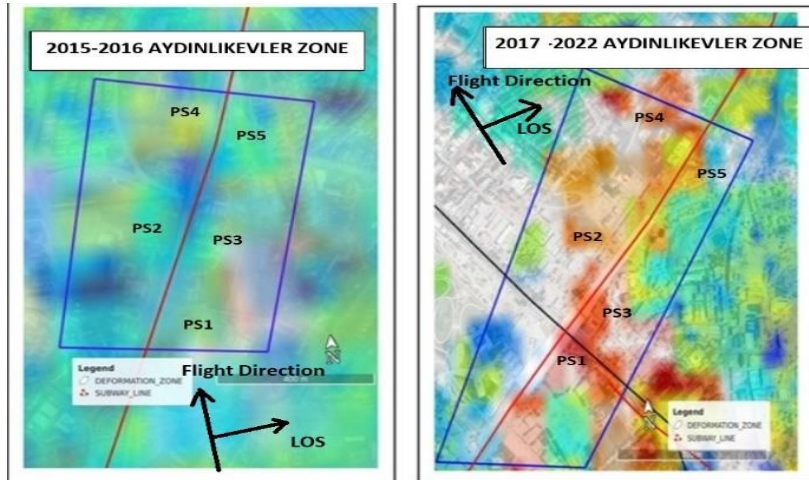 2015-2016 AYDINLIKEVLER ZONE
PS4
PS5
PS2
PS3
PS1
Legend
DEFORMATION_ZONE
SUBWAY_LINE
N
Flight Direction
LOS
2017 -2022 AYDINLIKEVLER ZONE
Flight Direction
LOS
PS4
PS5
PS2
PS3
PS1
N
Legend
DEFORMATION_ZONE
SUBWAY_LINE